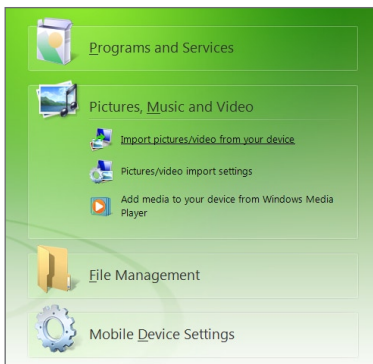 Programs and Services
Pictures, Music and Video
Import pictures/video from your device
Pictures/video import settings
Add media to your device from Windows Media
Player
File Management
Mobile Device Settings